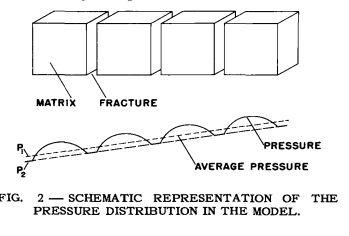 MATRIX FRACTURE
P1
PRESSURE
P2
AVERAGE PRESSURE
FIG. 2 — SCHEMATIC REPRESENTATION OF THE
PRESSURE DISTRIBUTION IN THE MODEL.